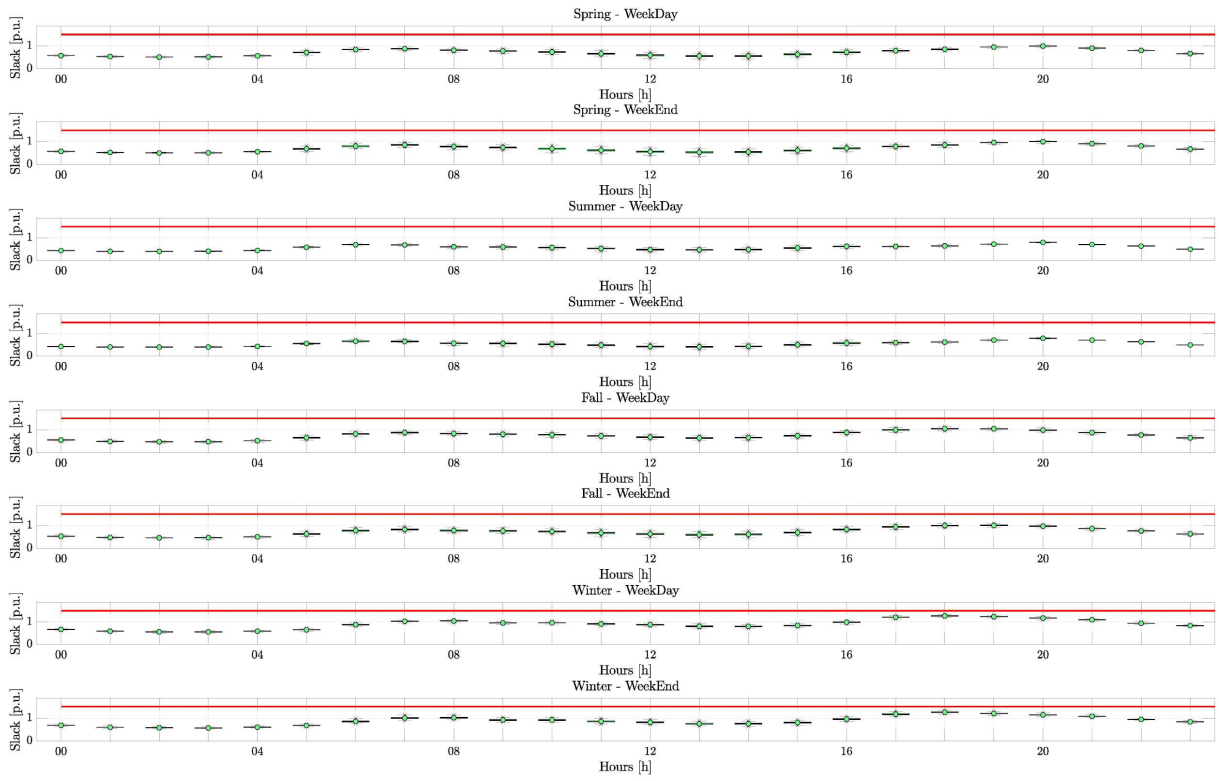 Spring - WeekDay
Slack [p.u.]
1
0
00 04 08 12 16 20
Hours [h]
Spring - WeekEnd
Slack [p.u.]
1
0
00 04 08 12 16 20
Hours [h]
Summer - WeekDay
Slack [p.u.]
1
0
00 04 08 12 16 20
Hours [h]
Summer - WeekEnd
Slack [p.u.]
1
0
00 04 08 12 16 20
Hours [h]
Fall - WeekDay
Slack [p.u.]
1
0
00 04 08 12 16 20
Hours [h]
Fall - WeekEnd
Slack [p.u.]
1
0
00 04 08 12 16 20
Hours [h]
Winter - WeekDay
Slack [p.u.]
1
0
00 04 08 12 16 20
Hours [h]
Winter - WeekEnd
Slack [p.u.]
1
0
00 04 08 12 16 20
Hours [h]